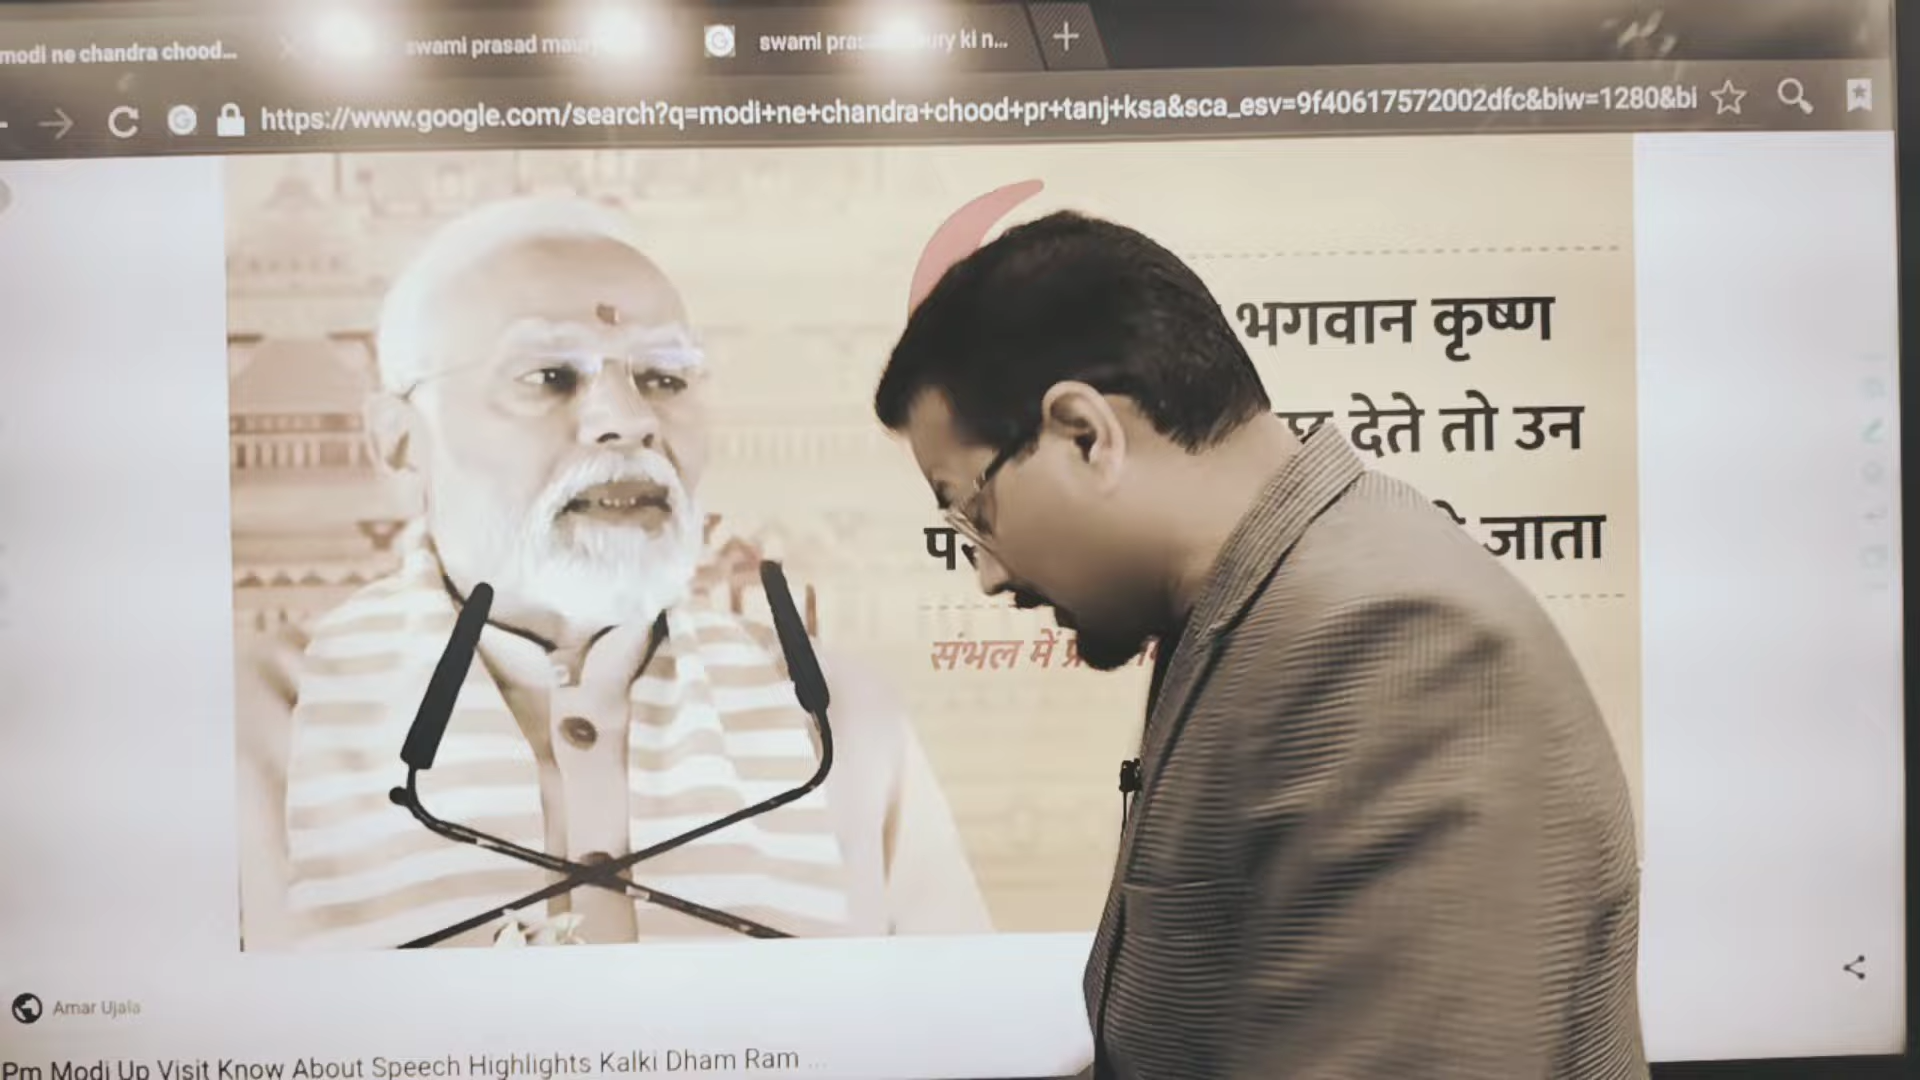 modi ne chandra chood...
swami prasad
swami ki n...
https://www.google.com/search?q=modi+ne+chandra+chood+pr+tanj+ksa&sca_esv=9f40617572002dfc&biw=1280&bi
भगवान कृष्ण
देते तो उन
जाता
संभल में
Amar Ujala
Pm Modi Up Visit Know About Speech Highlights Kalki Dham Ram ...